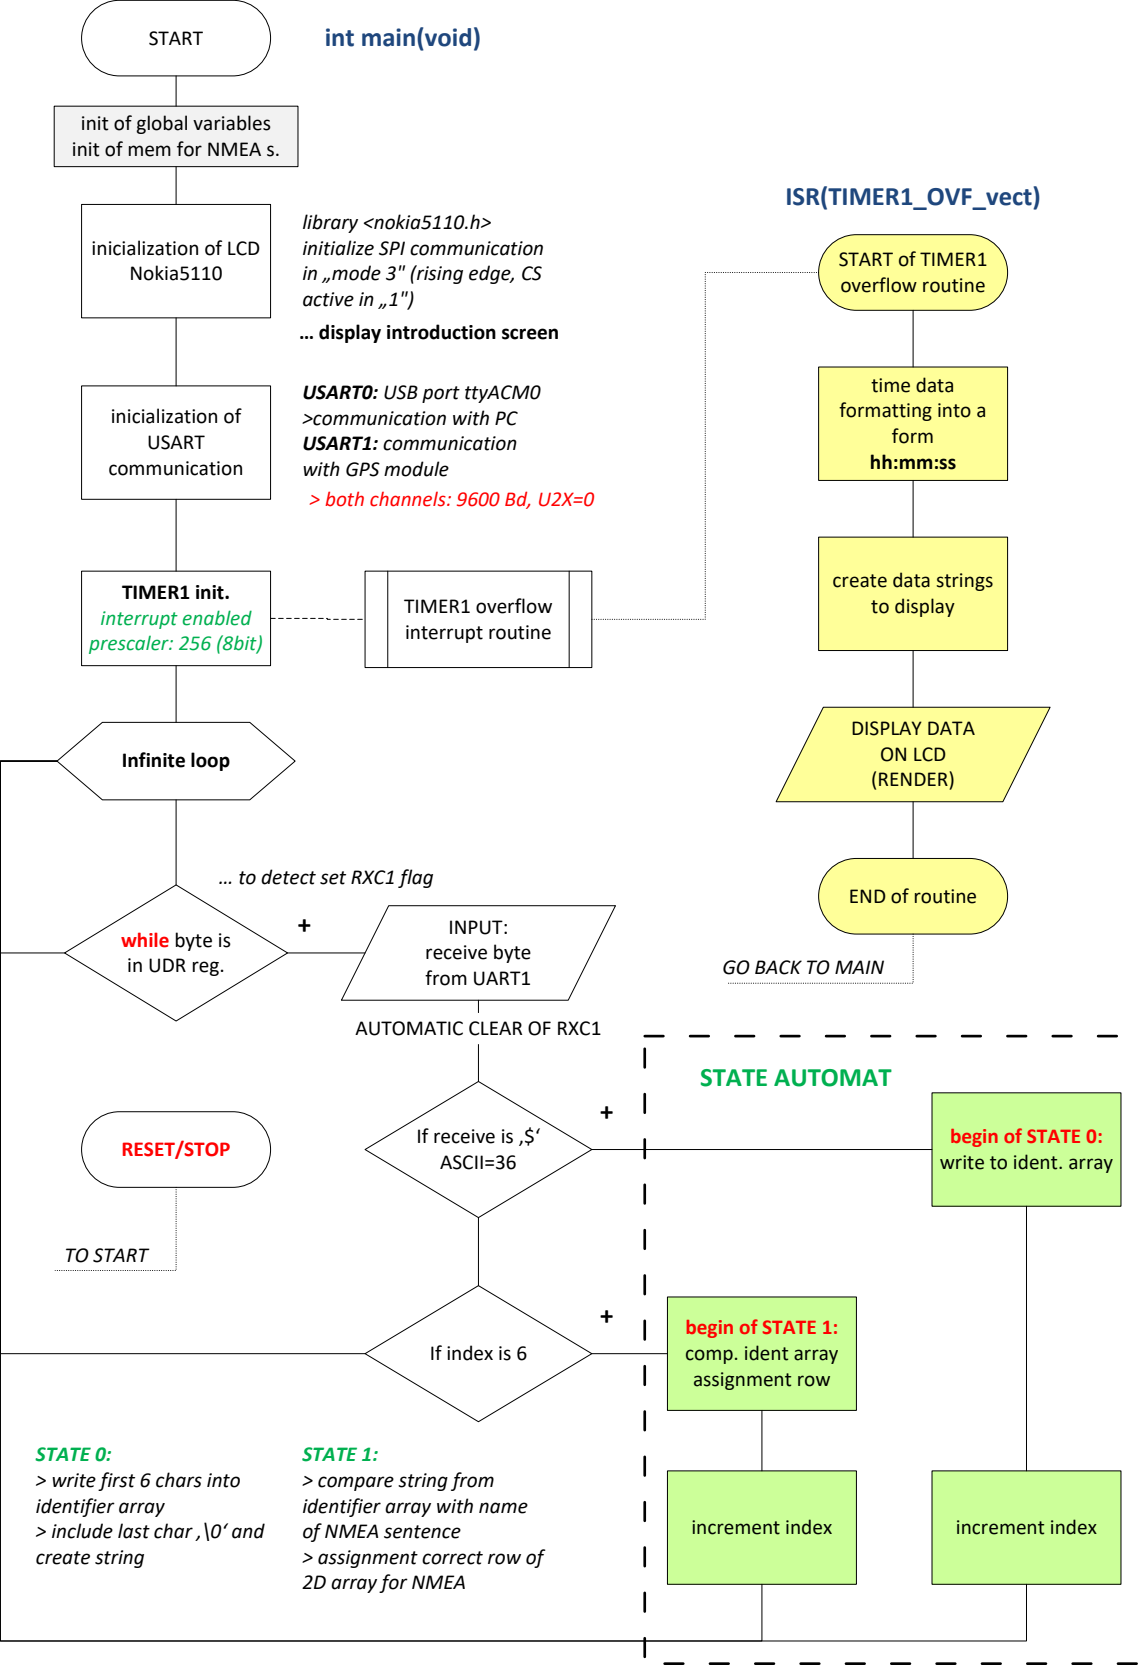 START
int main(void)
init of global variables
init of mem for NMEA s.
inicialization of LCD
Nokia5110
library <nokia5110.h>
initialize SPI communication
in „mode 3" (rising edge, CS
active in „1")
... display introduction screen
inicialization of
USART
communication
USART0: USB port ttyACM0
>communication with PC
USART1: communication
with GPS module
> both channels: 9600 Bd, U2X=0
TIMER1 init.
interrupt enabled
prescaler: 256 (8bit)
TIMER1 overflow
interrupt routine
ISR(TIMER1_OVF_vect)
START of TIMER1
overflow routine
time data
formatting into a
form
hh:mm:ss
create data strings
to display
DISPLAY DATA
ON LCD
(RENDER)
END of routine
GO BACK TO MAIN
Infinite loop
... to detect set RXC1 flag
while byte is
in UDR reg.
+
INPUT:
receive byte
from UART1
AUTOMATIC CLEAR OF RXC1
STATE AUTOMAT
RESET/STOP
TO START
If receive is ‚$‘
ASCII=36
+
begin of STATE 0:
write to ident. array
If index is 6
+
begin of STATE 1:
comp. ident array
assignment row
increment index
increment index
STATE 0:
> write first 6 chars into
identifier array
> include last char ‚\0‘ and
create string
STATE 1:
> compare string from
identifier array with name
of NMEA sentence
> assignment correct row of
2D array for NMEA